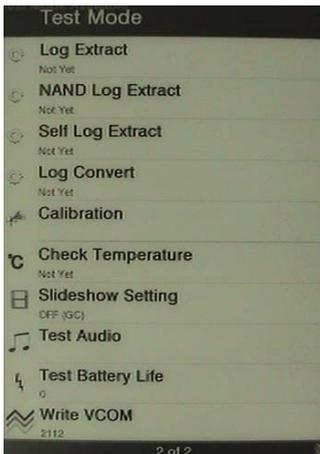 Test Mode
Log Extract
Not Yet
NAND Log Extract
Not Yet
Self Log Extract
Not Yet
Log Convert
Not Yet
Calibration
°C Check Temperature
Not Yet
Slideshow Setting
OFF (GC)
Test Audio
Test Battery Life
0
Write VCOM
2112
2 of 2